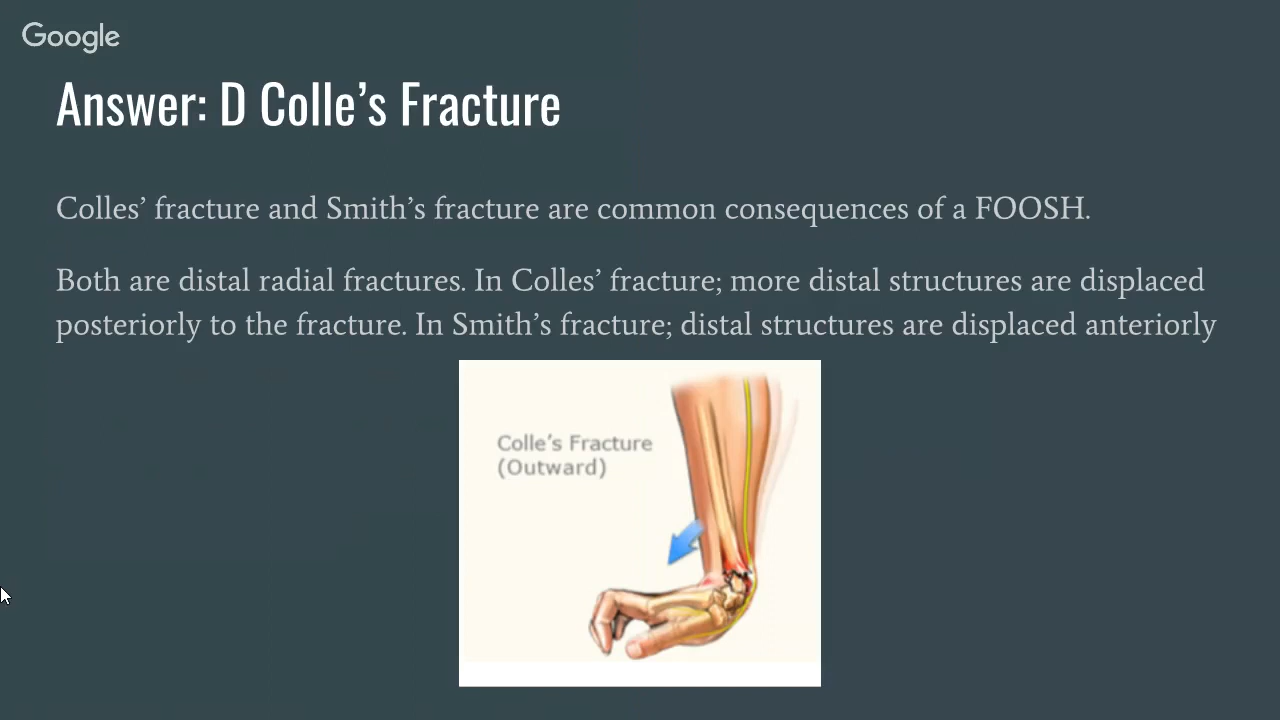 Google
Answer: D Colle’s Fracture
Colles’ fracture and Smith’s fracture are common consequences of a FOOSH.
Both are distal radial fractures. In Colles’ fracture; more distal structures are displaced
posteriorly to the fracture. In Smith’s fracture; distal structures are displaced anteriorly
Colle’s Fracture
(Outward)